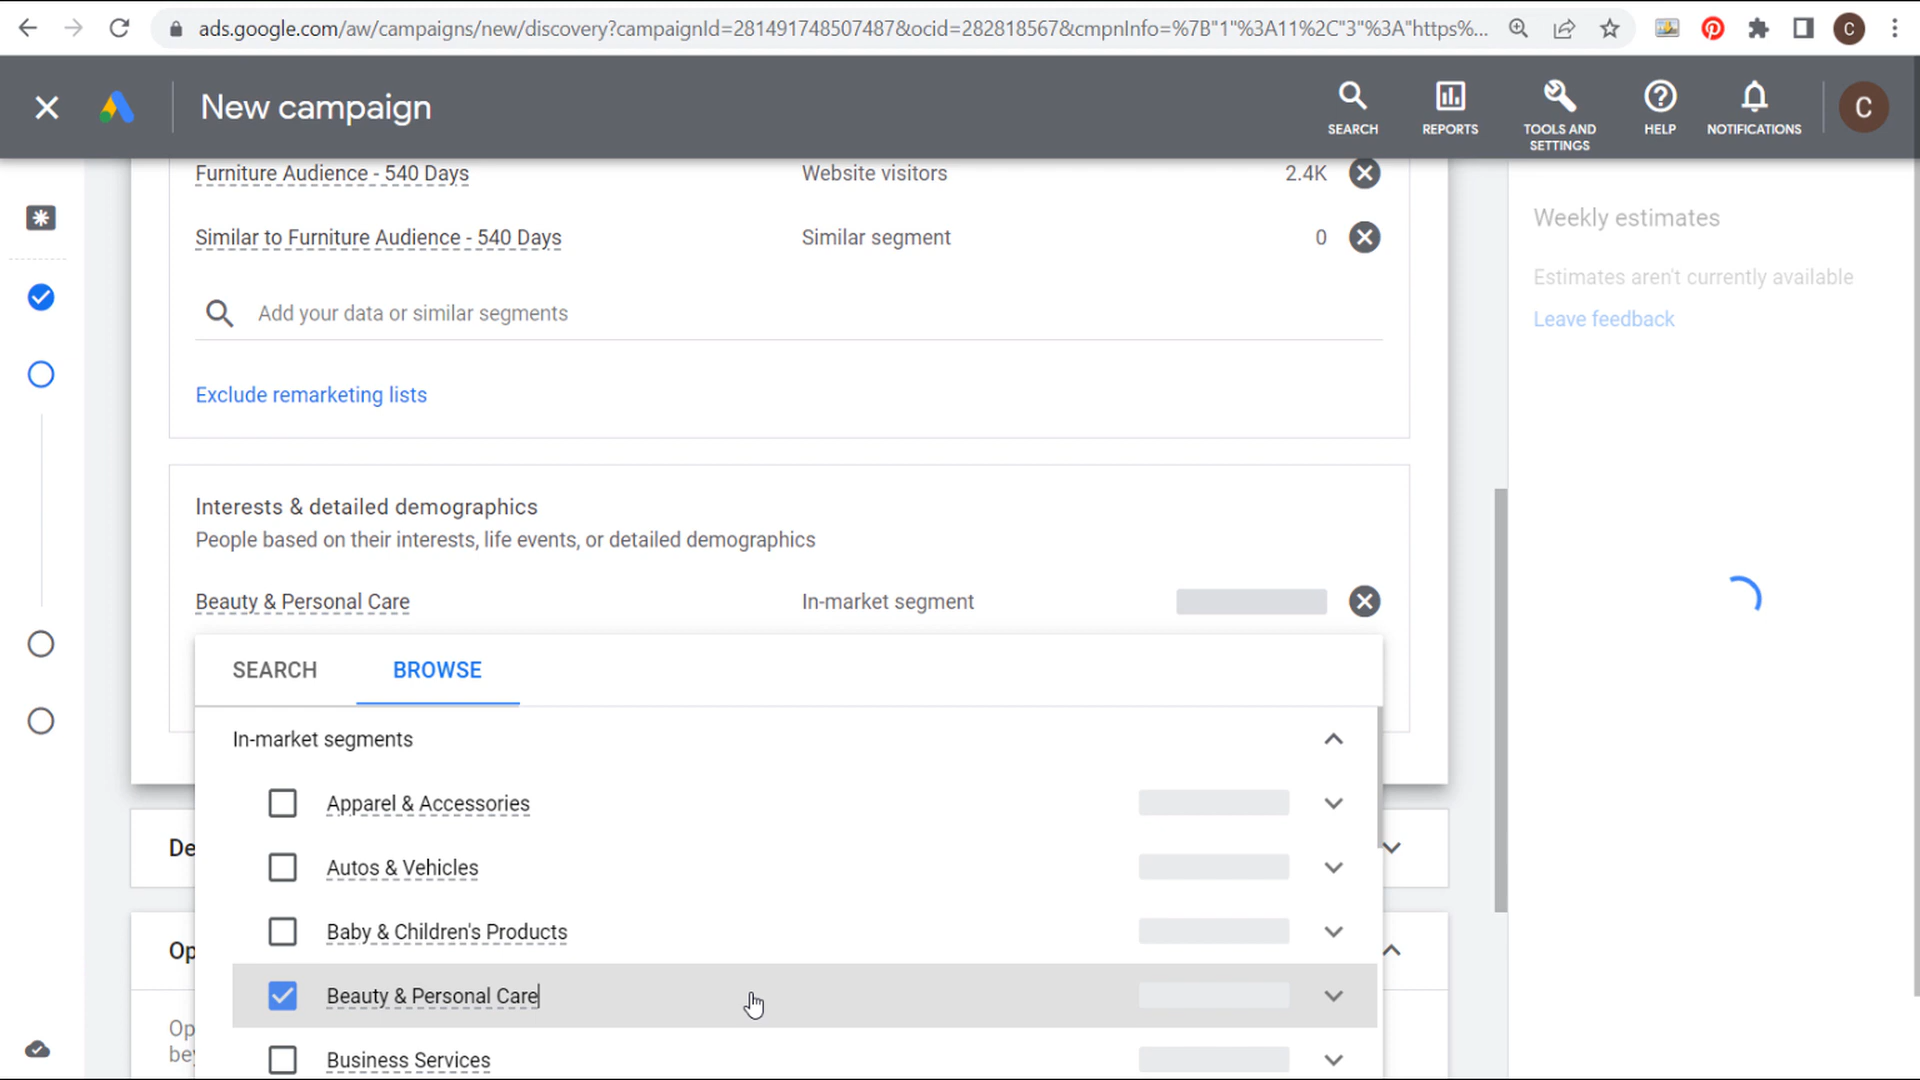 ads.google.com/aw/campaigns/new/discovery?campaignId=281491748507487&ocid=282818567&cmpnInfo=%7B"1"%3A11%2C"3"%3A"https%...
C
New campaign
SEARCH
REPORTS
TOOLS AND
SETTINGS
HELP
NOTIFICATIONS
C
Furniture Audience - 540 Days
Website visitors
2.4K
Similar to Furniture Audience - 540 Days
Similar segment
0
Add your data or similar segments
Exclude remarketing lists
Weekly estimates
Estimates aren't currently available
Leave feedback
Interests & detailed demographics
People based on their interests, life events, or detailed demographics
Beauty & Personal Care
In-market segment
SEARCH
BROWSE
In-market segments
Apparel & Accessories
De
Autos & Vehicles
Baby & Children's Products
Op
Beauty & Personal Care
Op
be
Business Services